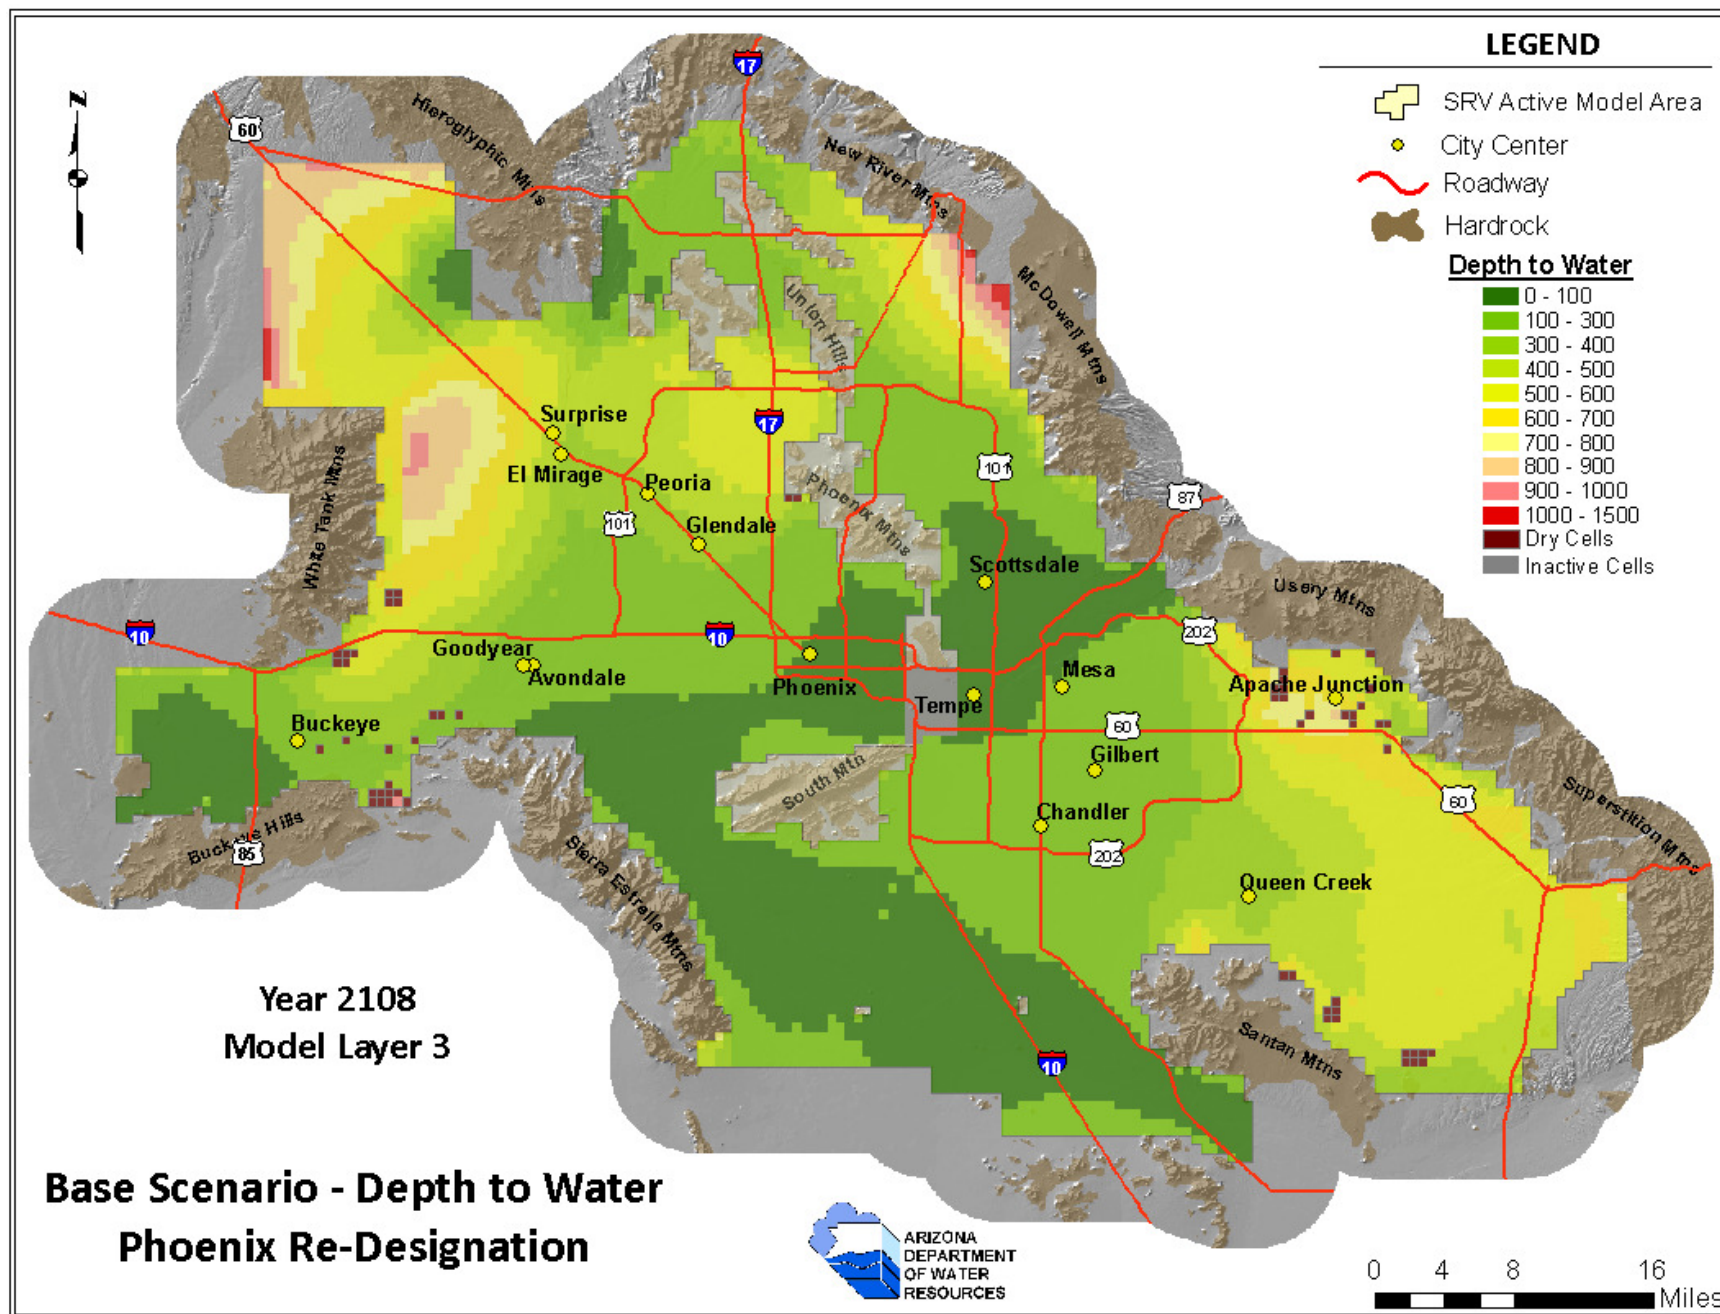 LEGEND
SRV Active Model Area
City Center
Roadway
Hardrock
Depth to Water
0 - 100
100 - 300
300 - 400
400 - 500
500 - 600
600 - 700
700 - 800
800 - 900
900 - 1000
1000 - 1500
Dry Cells
Inactive Cells
N
17
60
Hieroglyphic Mtns
New River Mtns
McDowell Mtns
Union Hills
Surprise
17
El Mirage
Peoria
101
101
87
White Tank Mtns
Phoenix Mtns
Glendale
Scottsdale
Usery Mtns
10
10
202
Goodyear
Avondale
Phoenix
Tempe
Mesa
Apache Junction
Buckeye
60
Gilbert
South Mtn
Chandler
60
Superstition Mtns
Buckeye Hills
85
202
Sierra Estrella Mtns
Queen Creek
Year 2108
Model Layer 3
Santan Mtns
10
Base Scenario - Depth to Water
Phoenix Re-Designation
ARIZONA
DEPARTMENT
OF WATER
RESOURCES
0 4 8 16
Miles